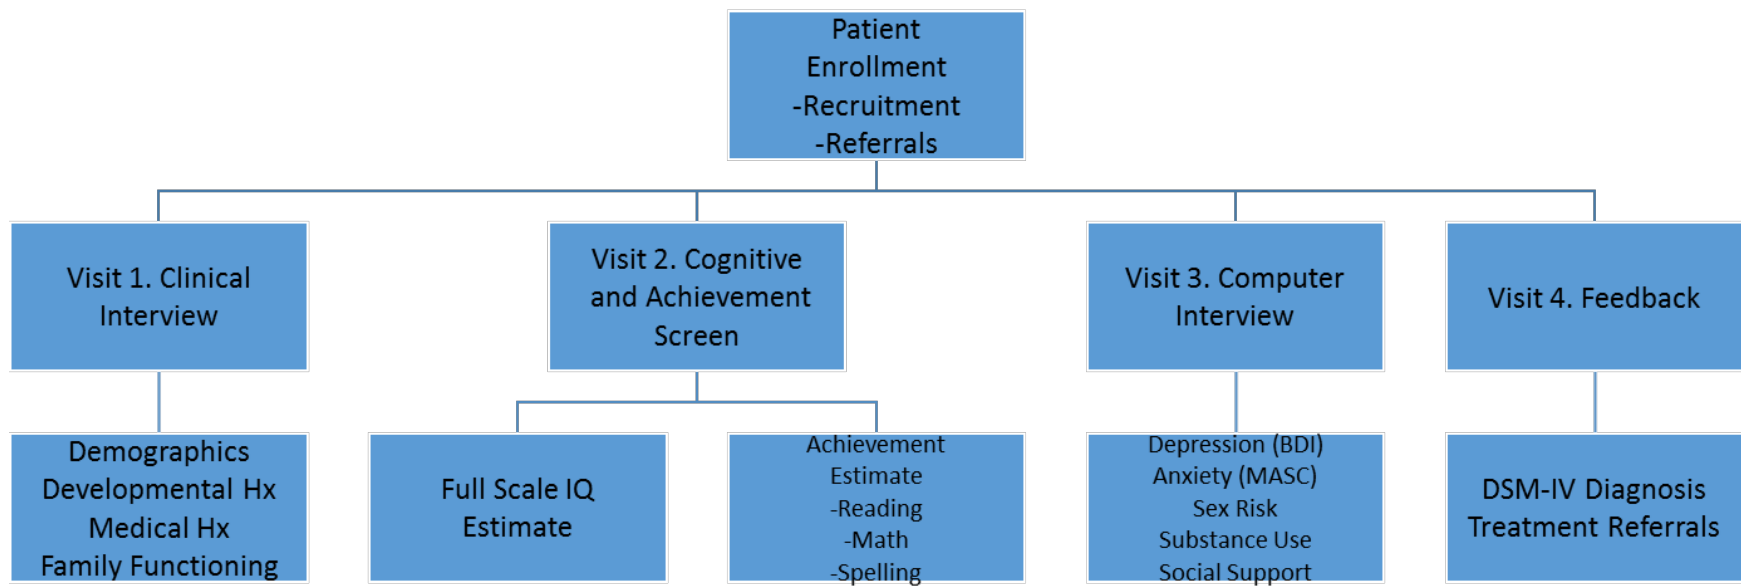 Patient
Enrollment
-Recruitment
-Referrals
Visit 1. Clinical
Interview
Visit 2. Cognitive
and Achievement
Screen
Visit 3. Computer
Interview
Visit 4. Feedback
Demographics
Developmental Hx
Medical Hx
Family Functioning
Full Scale IQ
Estimate
Achievement
Estimate
-Reading
-Math
-Spelling
Depression (BDI)
Anxiety (MASC)
Sex Risk
Substance Use
Social Support
DSM-IV Diagnosis
Treatment Referrals